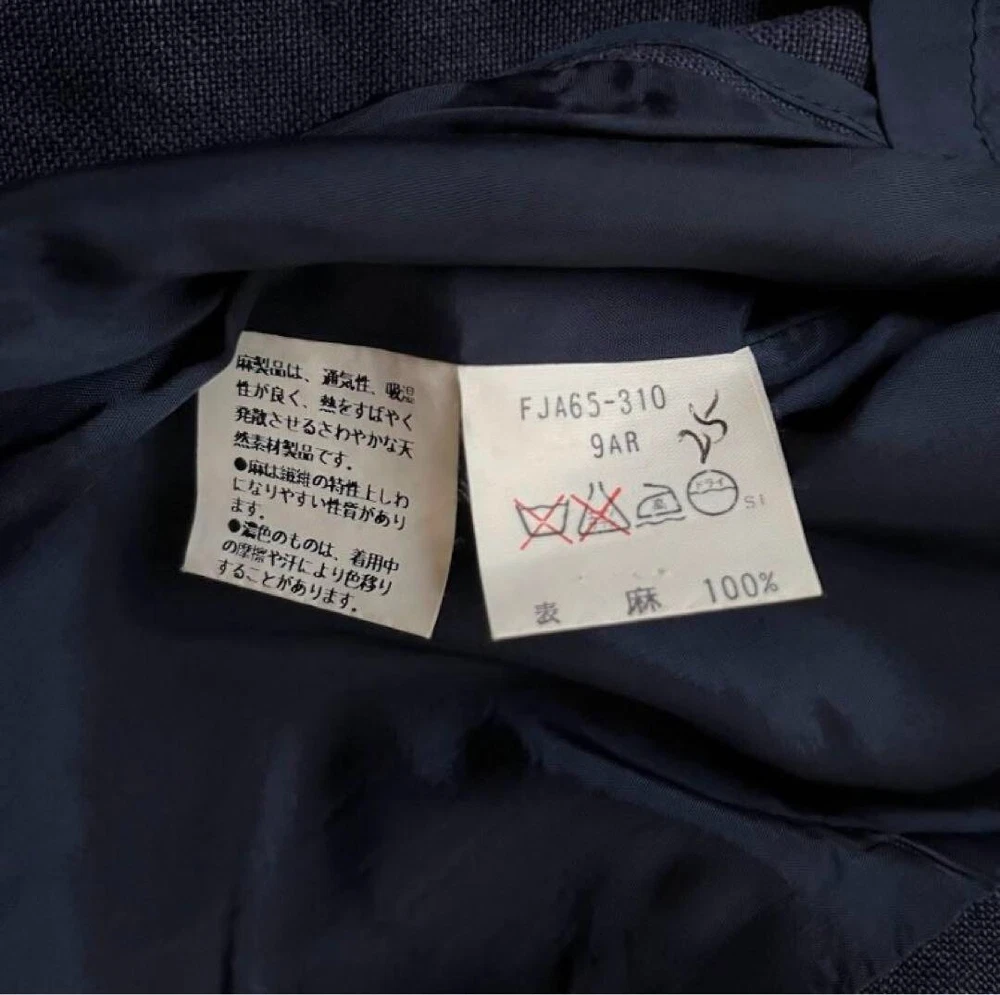 麻製品は、通気性、吸湿
性が良く、熱をすばやく
発散させるさわやかな天
然素材製品です。
●麻は繊維の特性上しわ
になりやすい性質があり
ます。
●濃色のものは、着用中
の摩擦や汗により色移り
することがあります。
FJA65-310
9AR
ドライ
表 麻 100%